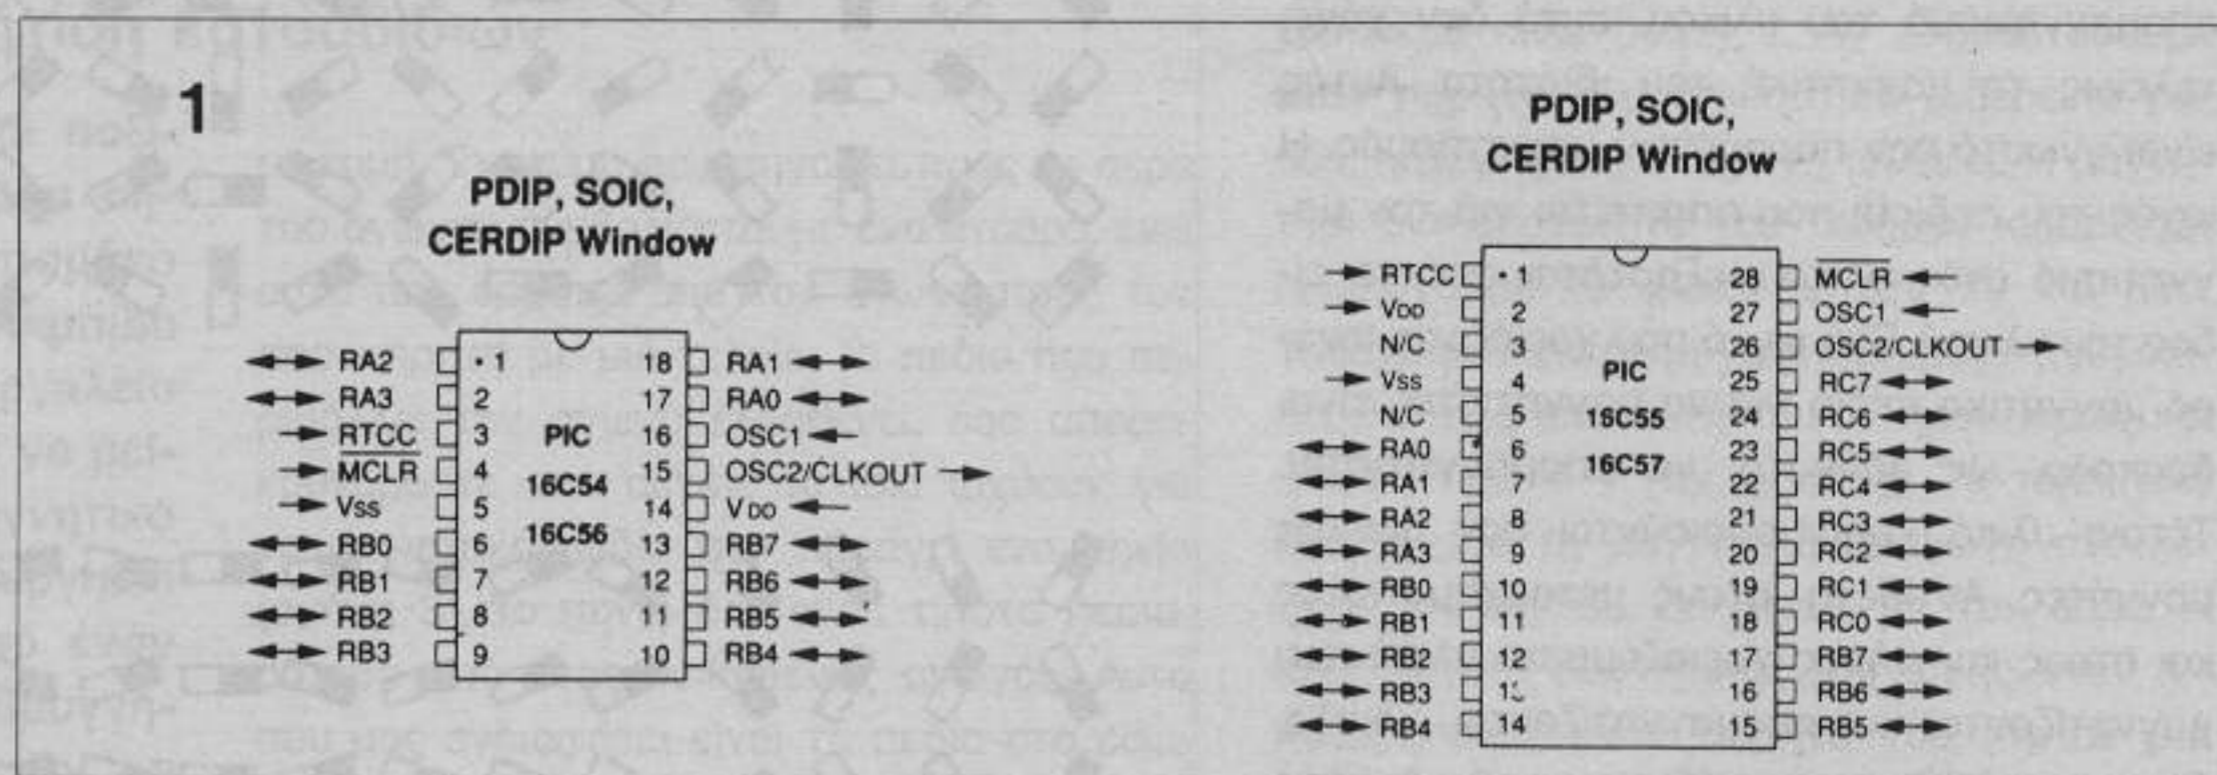 1
PDIP, SOIC,
CERDIP Window
RA2 1 18 RA1
RA3 2 17 RA0
RTCC 3 PIC 16 OSC1
MCLR 4 16C54 15 OSC2/CLKOUT
Vss 5 16C56 14 VDD
RB0 6 13 RB7
RB1 7 12 RB6
RB2 8 11 RB5
RB3 9 10 RB4
PDIP, SOIC,
CERDIP Window
RTCC 1 28 MCLR
VDD 2 27 OSC1
N/C 3 26 OSC2/CLKOUT
Vss 4 PIC 25 RC7
N/C 5 16C55 24 RC6
RA0 6 16C57 23 RC5
RA1 7 22 RC4
RA2 8 21 RC3
RA3 9 20 RC2
RB0 10 19 RC1
RB1 11 18 RC0
RB2 12 17 RB7
RB3 13 16 RB6
RB4 14 15 RB5